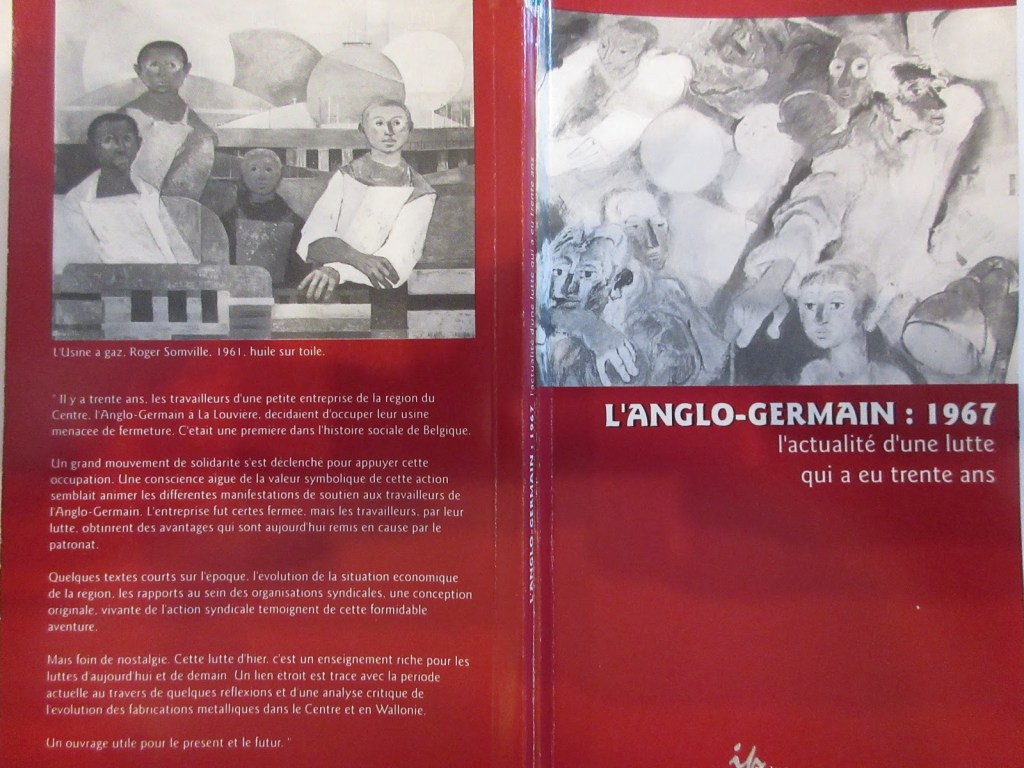 L'Usine à gaz, Roger Somville, 1961, huile sur toile.
" Il y a trente ans, les travailleurs d'une petite entreprise de la région du
Centre, l'Anglo-Germain à La Louviere, decidaient d'occuper leur usine
menacee de fermeture. C'etait une premiere dans l'histoire sociale de Belgique.
Un grand mouvement de solidarite s'est declenche pour appuyer cette
occupation. Une conscience aigue de la valeur symbolique de cette action
semblait animer les differentes manifestations de soutien aux travailleurs de
l'Anglo-Germain. L'entreprise fut certes fermee, mais les travailleurs, par leur
lutte, obtinrent des avantages qui sont aujourd'hui remis en cause par le
patronat.
Quelques textes courts sur l'epoque, l'évolution de la situation economique
de la région, les rapports au sein des organisations syndicales, une conception
originale, vivante de l'action syndicale temoignent de cette formidable
aventure.
Mais foin de nostalgie. Cette lutte d'hier, c'est un enseignement riche pour les
luttes d'aujourd'hui et de demain. Un lien etroit est trace avec la periode
actuelle au travers de quelques reflexions et d'une analyse critique de
l'evolution des fabrications metalliques dans le Centre et en Wallonie.
Un ouvrage utile pour le present et le futur. "
L'ANGLO-GERMAIN : 1967, l'actualité d'une lutte qui a eu trente ans
L'ANGLO-GERMAIN : 1967
l'actualité d'une lutte
qui a eu trente ans